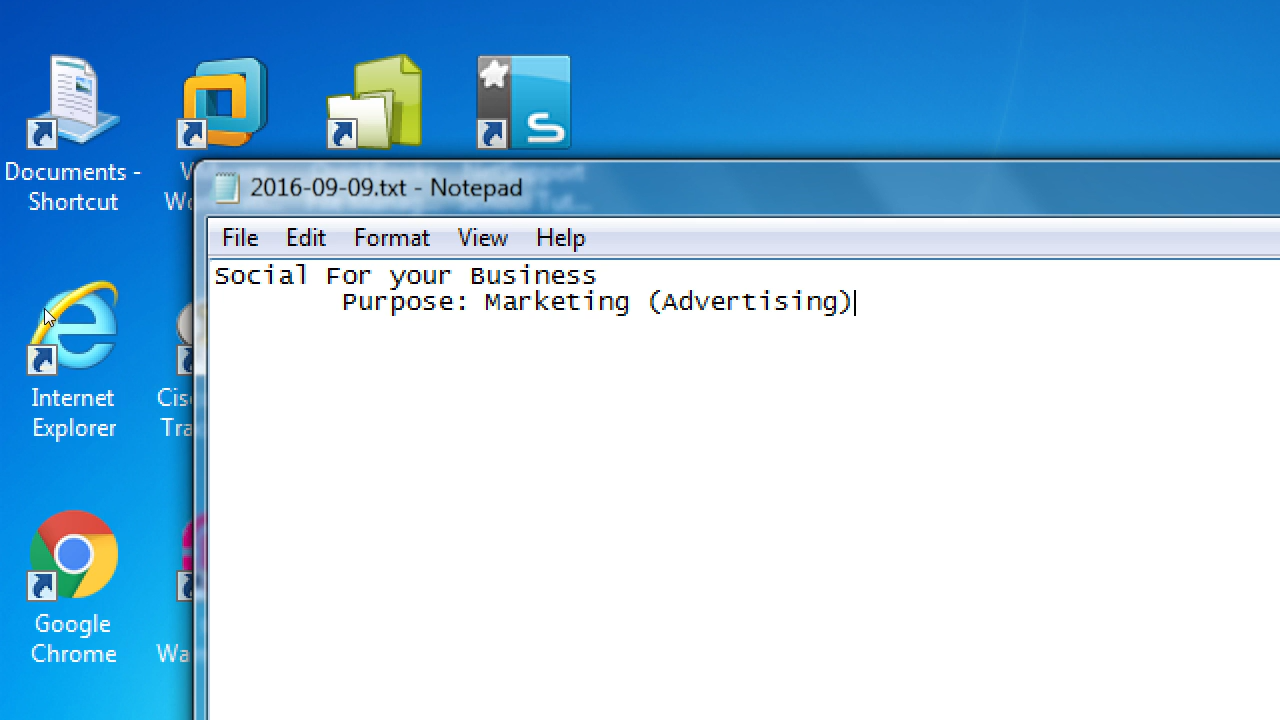 Documents -
Shortcut
2016-09-09.txt - Notepad
File Edit Format View Help
Social For your Business
Purpose: Marketing (Advertising)
Internet
Explorer
Google
Chrome